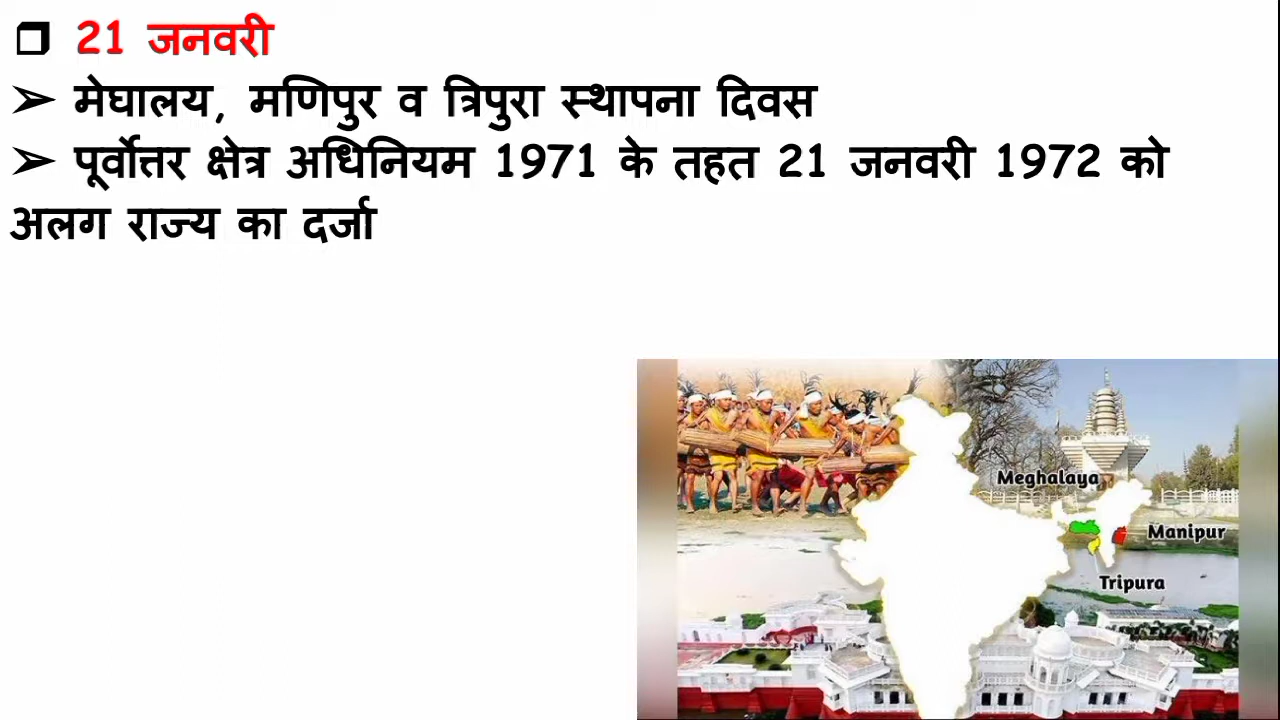 ❒ 21 जनवरी
➢ मेघालय, मणिपुर व त्रिपुरा स्थापना दिवस
➢ पूर्वोत्तर क्षेत्र अधिनियम 1971 के तहत 21 जनवरी 1972 को
अलग राज्य का दर्जा
Meghalaya
Manipur
Tripura